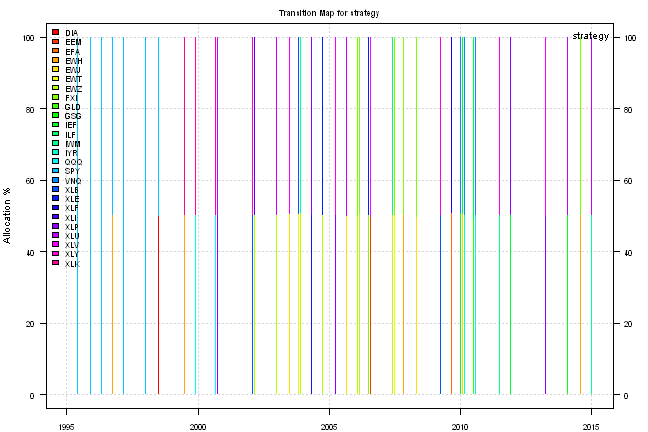 Transition Map for strategy
strategy
Allocation %
100
80
60
40
20
0
100
80
60
40
20
0
DIA
EEM
EFA
EWH
EWJ
EWT
EWZ
FXI
GLD
GSG
IEF
ILF
IWM
IYR
QQQ
SPY
VNQ
XLB
XLE
XLF
XLI
XLP
XLU
XLV
XLY
XLK
1995
2000
2005
2010
2015